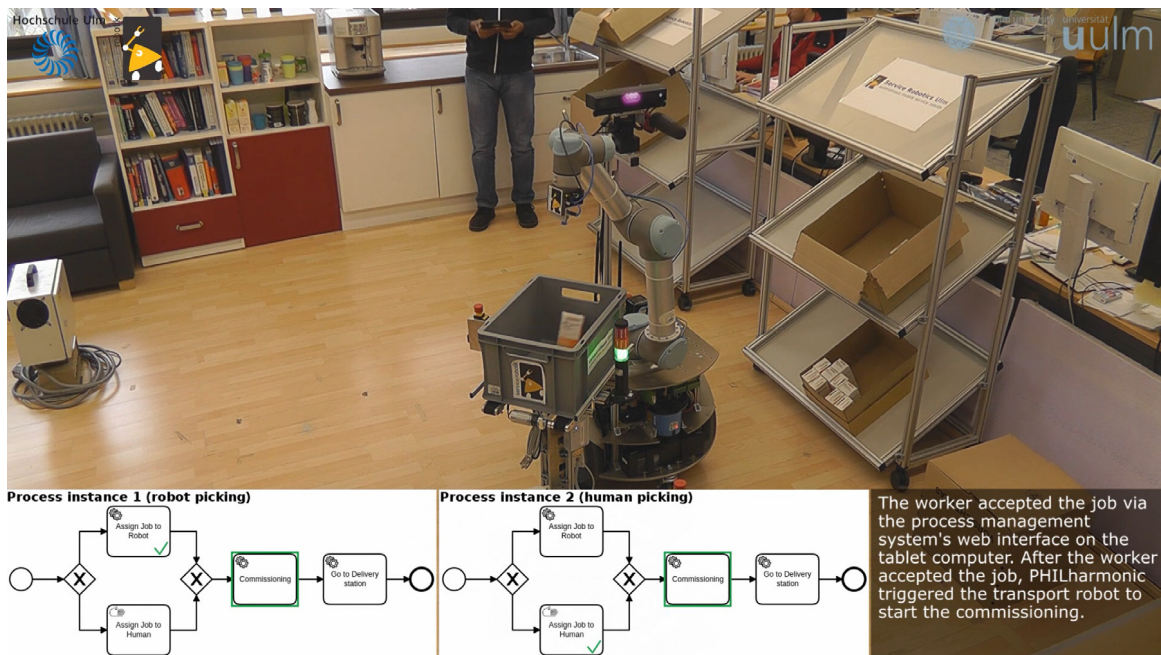 Hochschule Ulm
ulm university universität
uulm
Service Robotics Ulm
Process instance 1 (robot picking)
Assign Job to
Robot
Commissioning
Go to Delivery
station
Assign Job to
Human
Process instance 2 (human picking)
Assign Job to
Robot
Commissioning
Go to Delivery
station
Assign Job to
Human
The worker accepted the job via
the process management
system's web interface on the
tablet computer. After the worker
accepted the job, PHILharmonic
triggered the transport robot to
start the commissioning.